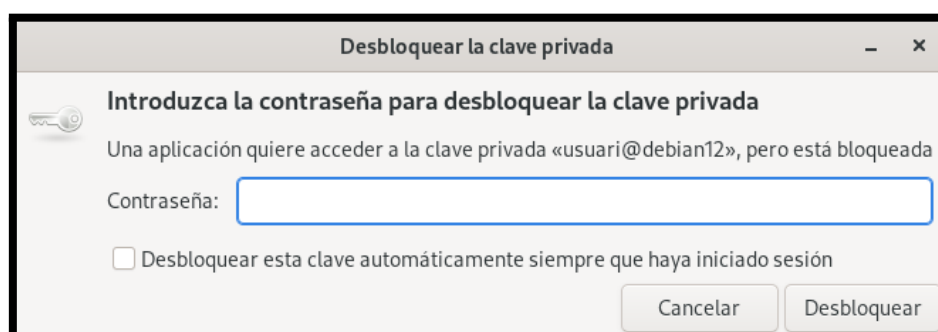 Desbloquear la clave privada
Introduzca la contraseña para desbloquear la clave privada
Una aplicación quiere acceder a la clave privada «usuari@debian12», pero está bloqueada
Contraseña:
Desbloquear esta clave automáticamente siempre que haya iniciado sesión
Cancelar Desbloquear